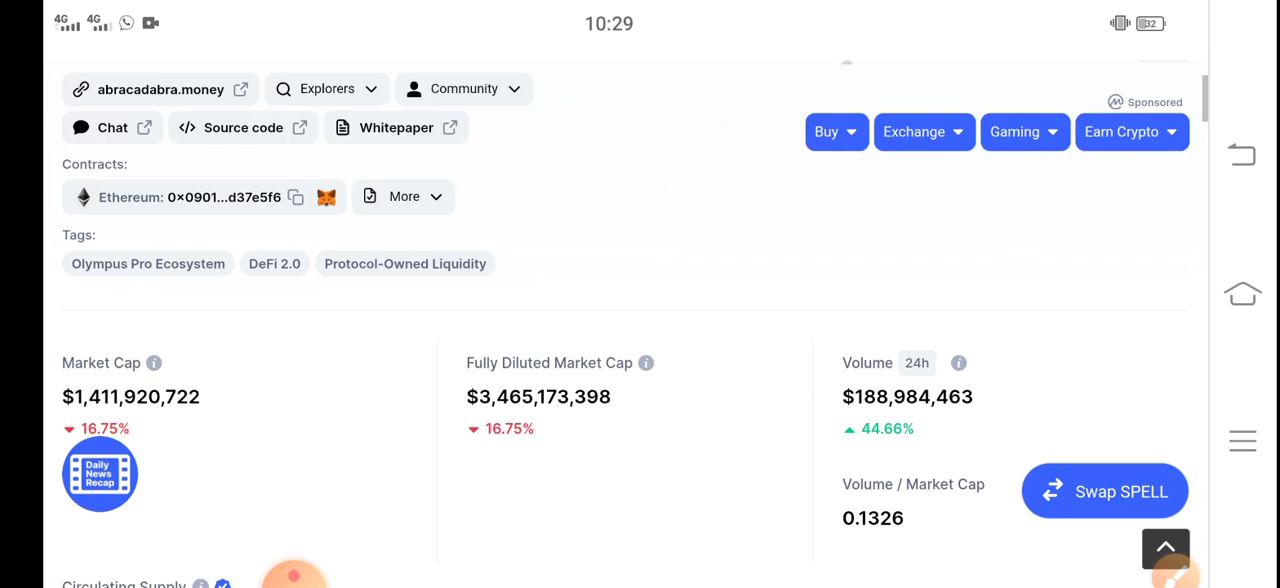 4G 4G 10:29 32
abracadabra.money Explorers Community
Sponsored
Chat Source code Whitepaper
Buy Exchange Gaming Earn Crypto
Contracts:
Ethereum: 0×0901...d37e5f6 More
Tags:
Olympus Pro Ecosystem DeFi 2.0 Protocol-Owned Liquidity
Market Cap Fully Diluted Market Cap Volume 24h
$1,411,920,722 $3,465,173,398 $188,984,463
16.75% 16.75% 44.66%
Daily
News
Recap
Volume / Market Cap
Swap SPELL
0.1326
Circulating Supply